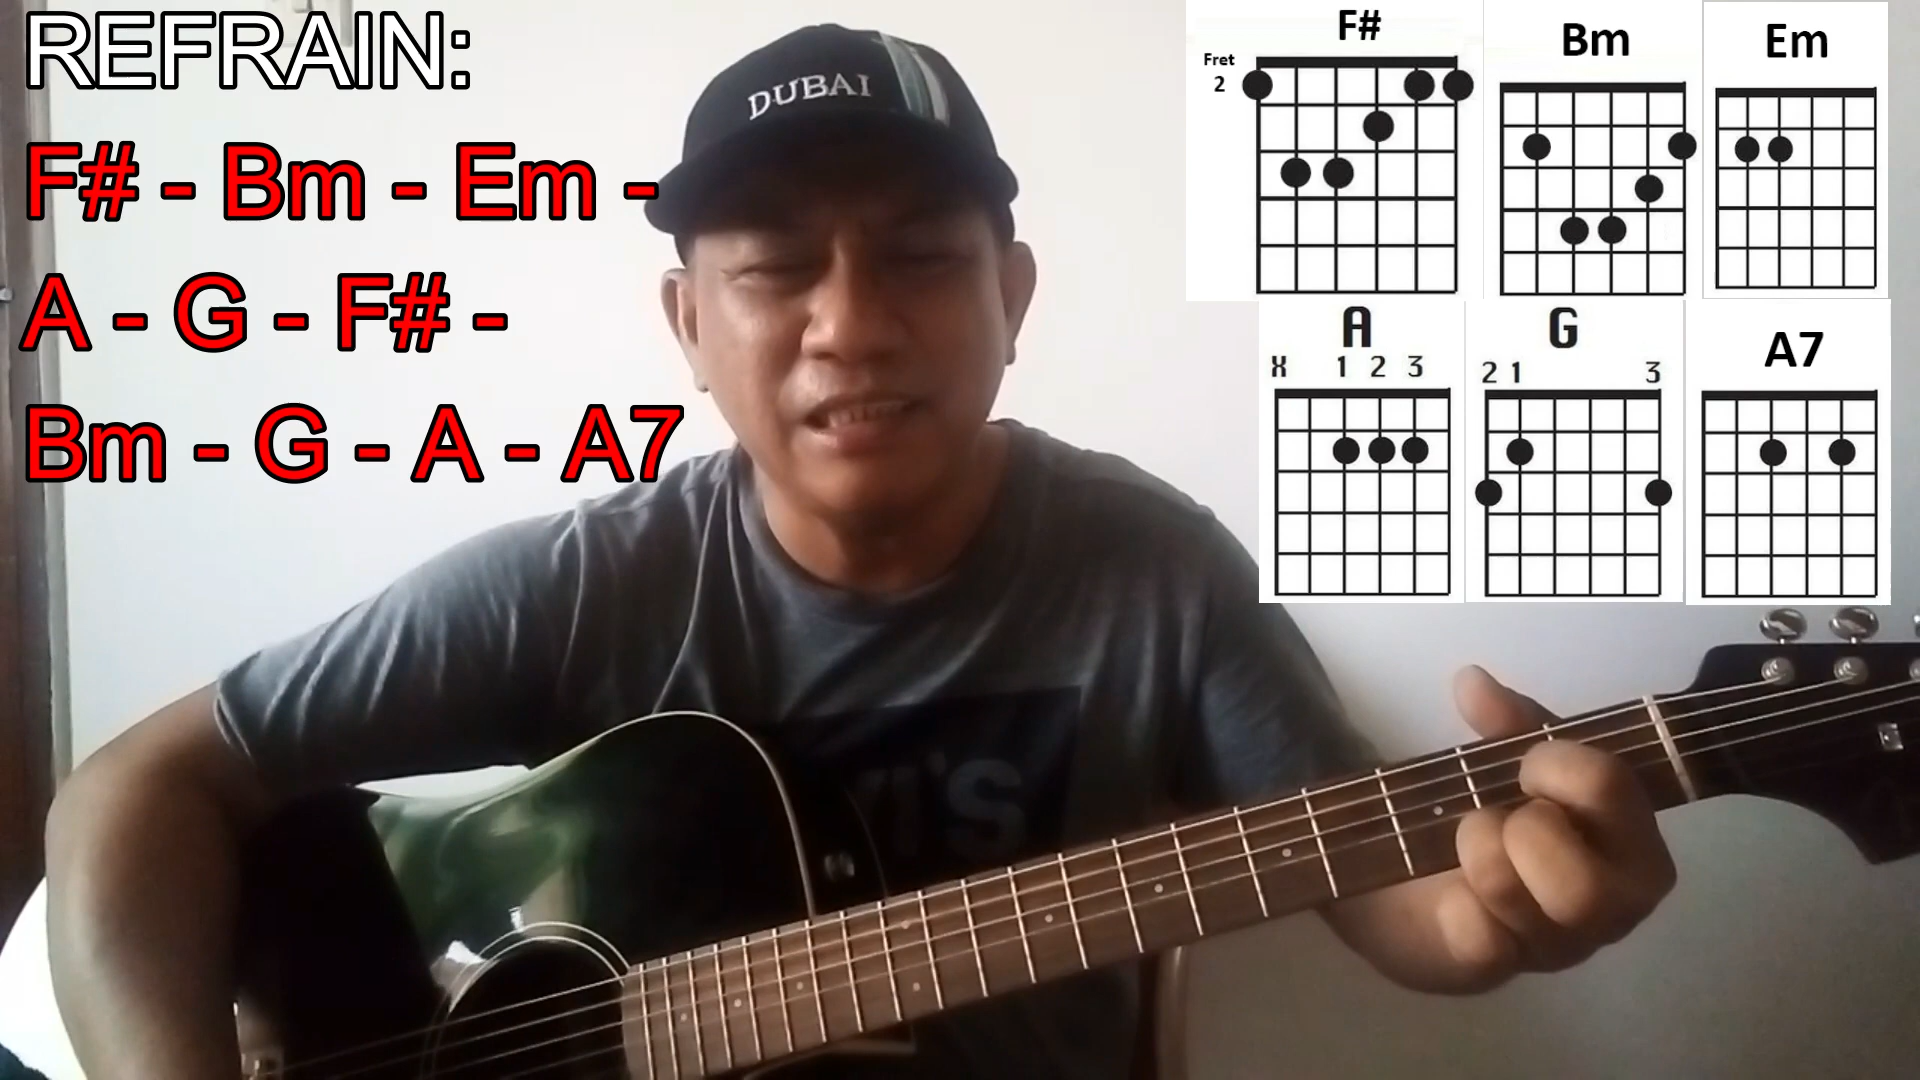 REFRAIN:
F# - Bm - Em -
A - G - F# -
Bm - G - A - A7
DUBAI
F#
Fret
2
Bm
Em
A
X 1 2 3
G
2 1 3
A7